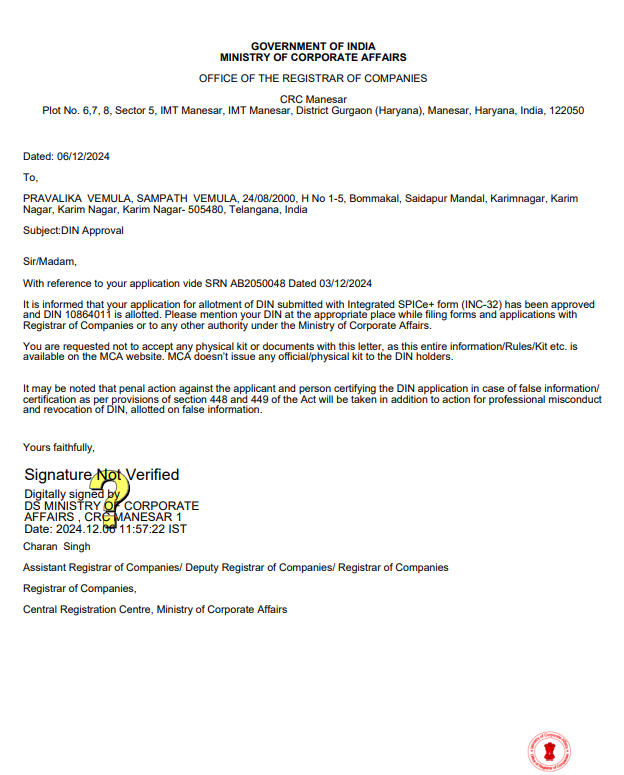 GOVERNMENT OF INDIA
MINISTRY OF CORPORATE AFFAIRS
OFFICE OF THE REGISTRAR OF COMPANIES
CRC Manesar
Plot No. 6,7, 8, Sector 5, IMT Manesar, IMT Manesar, District Gurgaon (Haryana), Manesar, Haryana, India, 122050
Dated: 06/12/2024
To,
PRAVALIKA  VEMULA, SAMPATH  VEMULA, 24/08/2000, H No 1-5, Bommakal, Saidapur Mandal, Karimnagar, Karim
Nagar, Karim Nagar, Karim Nagar- 505480, Telangana, India
Subject:DIN Approval
Sir/Madam,
With reference to your application vide SRN AB2050048 Dated 03/12/2024
It is informed that your application for allotment of DIN submitted with Integrated SPICe+ form (INC-32) has been approved
and DIN 10864011 is allotted. Please mention your DIN at the appropriate place while filing forms and applications with
Registrar of Companies or to any other authority under the Ministry of Corporate Affairs.
You are requested not to accept any physical kit or documents with this letter, as this entire information/Rules/Kit etc. is
available on the MCA website. MCA doesn't issue any official/physical kit to the DIN holders.
It may be noted that penal action against the applicant and person certifying the DIN application in case of false information/
certification as per provisions of section 448 and 449 of the Act will be taken in addition to action for professional misconduct
and revocation of DIN, allotted on false information.
Yours faithfully,
Signature Not Verified
Digitally signed by
DS MINISTRY OF CORPORATE
AFFAIRS , CRC MANESAR 1
Date: 2024.12.06 11:57:22 IST
Charan  Singh
Assistant Registrar of Companies/ Deputy Registrar of Companies/ Registrar of Companies
Registrar of Companies,
Central Registration Centre, Ministry of Corporate Affairs